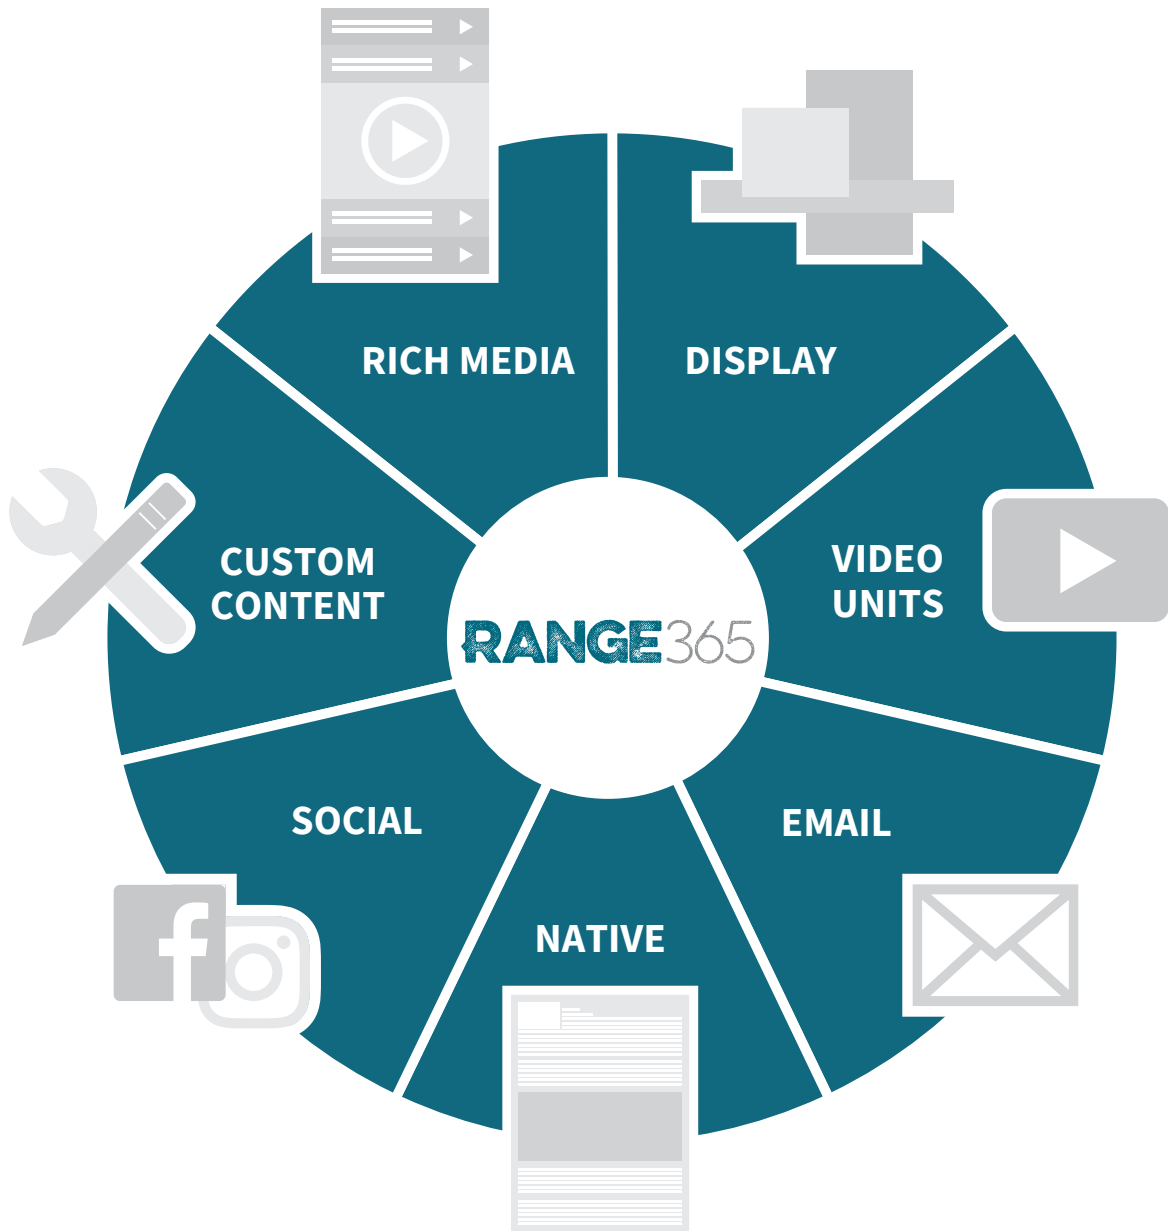 RICH MEDIA
DISPLAY
CUSTOM
CONTENT
VIDEO
UNITS
RANGE365
SOCIAL
EMAIL
NATIVE